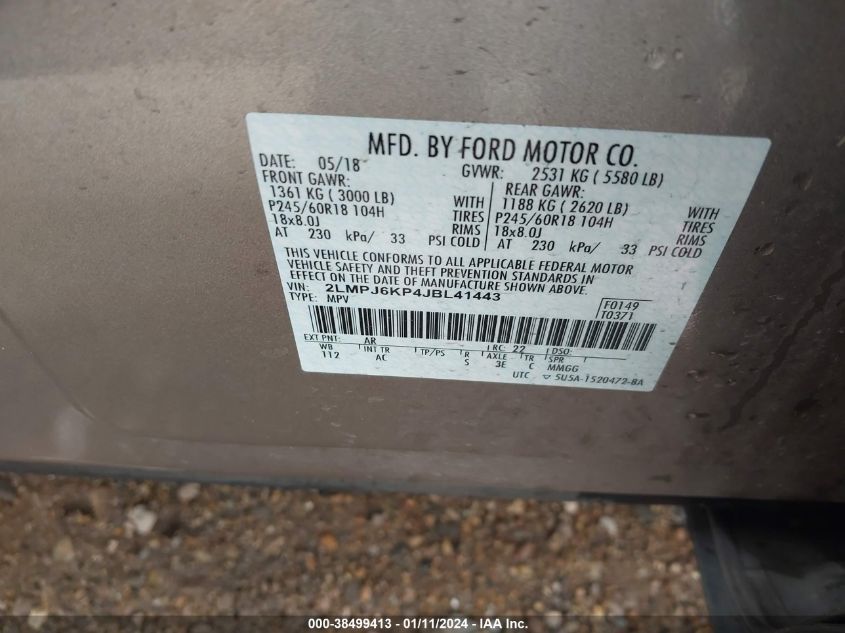 MFD. BY FORD MOTOR CO.
DATE: 05/18 GVWR: 2531 KG ( 5580 LB)
FRONT GAWR: REAR GAWR:
1361 KG ( 3000 LB) WITH 1188 KG ( 2620 LB) WITH
P245/60R18 104H TIRES P245/60R18 104H TIRES
18x8.0J RIMS 18x8.0J RIMS
AT 230 kPa/ 33 PSI COLD AT 230 kPa/ 33 PSI COLD
THIS VEHICLE CONFORMS TO ALL APPLICABLE FEDERAL MOTOR
VEHICLE SAFETY AND THEFT PREVENTION STANDARDS IN
EFFECT ON THE DATE OF MANUFACTURE SHOWN ABOVE.
VIN: 2LMPJ6KP4JBL41443 F0149
TYPE: MPV T0371
EXT PNT: AR RC: 22 DSO:
WB INT TR TP/PS R AXLE TR SPR
112 AC S 3E C MMGG
UTC 5U5A-1520472-BA
000-38499413 - 01/11/2024 - IAA Inc.